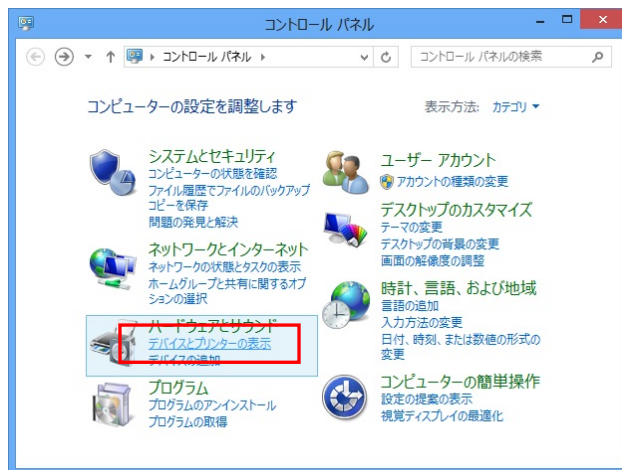 コントロール パネル
コントロール パネル
コントロール パネルの検索
コンピューターの設定を調整します
表示方法: カテゴリ
システムとセキュリティ
コンピューターの状態を確認
ファイル履歴でファイルのバックアップ
コピーを保存
問題の発見と解決
ネットワークとインターネット
ネットワークの状態とタスクの表示
ホームグループと共有に関するオプ
ションの選択
ハードウェアとサウンド
デバイスとプリンターの表示
デバイスの追加
プログラム
プログラムのアンインストール
プログラムの取得
ユーザー アカウント
アカウントの種類の変更
デスクトップのカスタマイズ
テーマの変更
デスクトップの背景の変更
画面の解像度の調整
時計、言語、および地域
言語の追加
入力方法の変更
日付、時刻、または数値の形式の
変更
コンピューターの簡単操作
設定の提案の表示
視覚ディスプレイの最適化